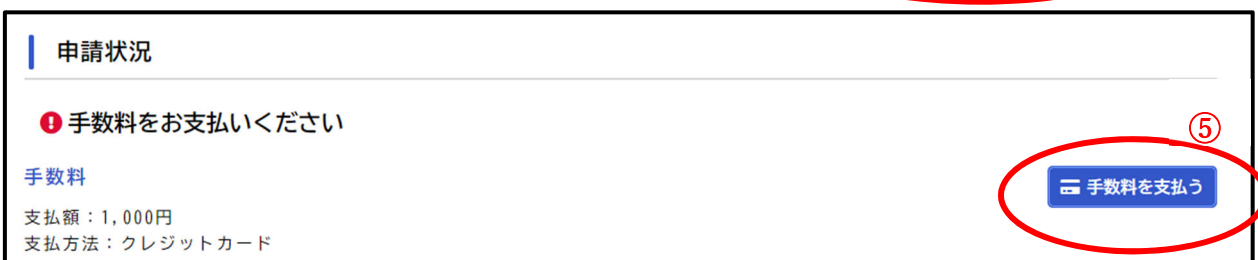 申請状況
手数料をお支払いください
⑤
手数料
手数料を支払う
支払額：1,000円
支払方法：クレジットカード